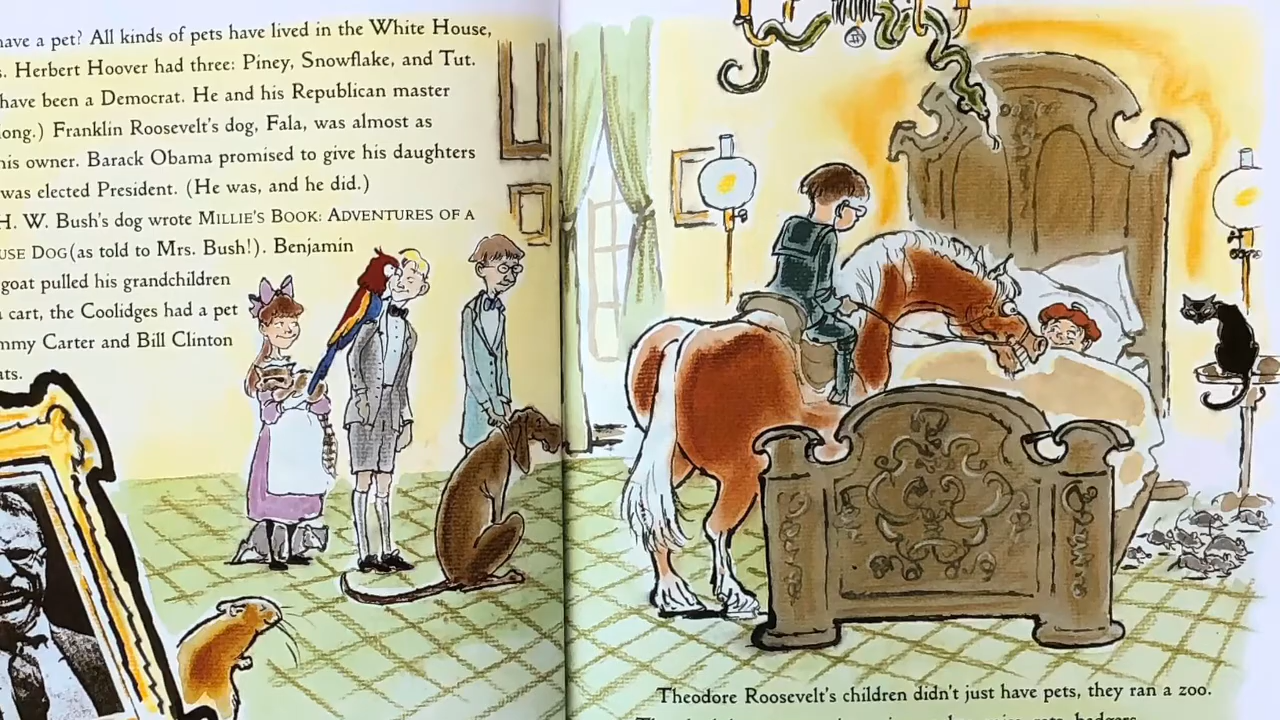 have a pet? All kinds of pets have lived in the White House,
s. Herbert Hoover had three: Piney, Snowflake, and Tut.
have been a Democrat. He and his Republican master
long.) Franklin Roosevelt's dog, Fala, was almost as
his owner. Barack Obama promised to give his daughters
was elected President. (He was, and he did.)
H. W. Bush's dog wrote MILLIE'S BOOK: ADVENTURES OF A
USE DOG(as told to Mrs. Bush!). Benjamin
goat pulled his grandchildren
cart, the Coolidges had a pet
mmy Carter and Bill Clinton
ats.
Theodore Roosevelt's children didn't just have pets, they ran a zoo.